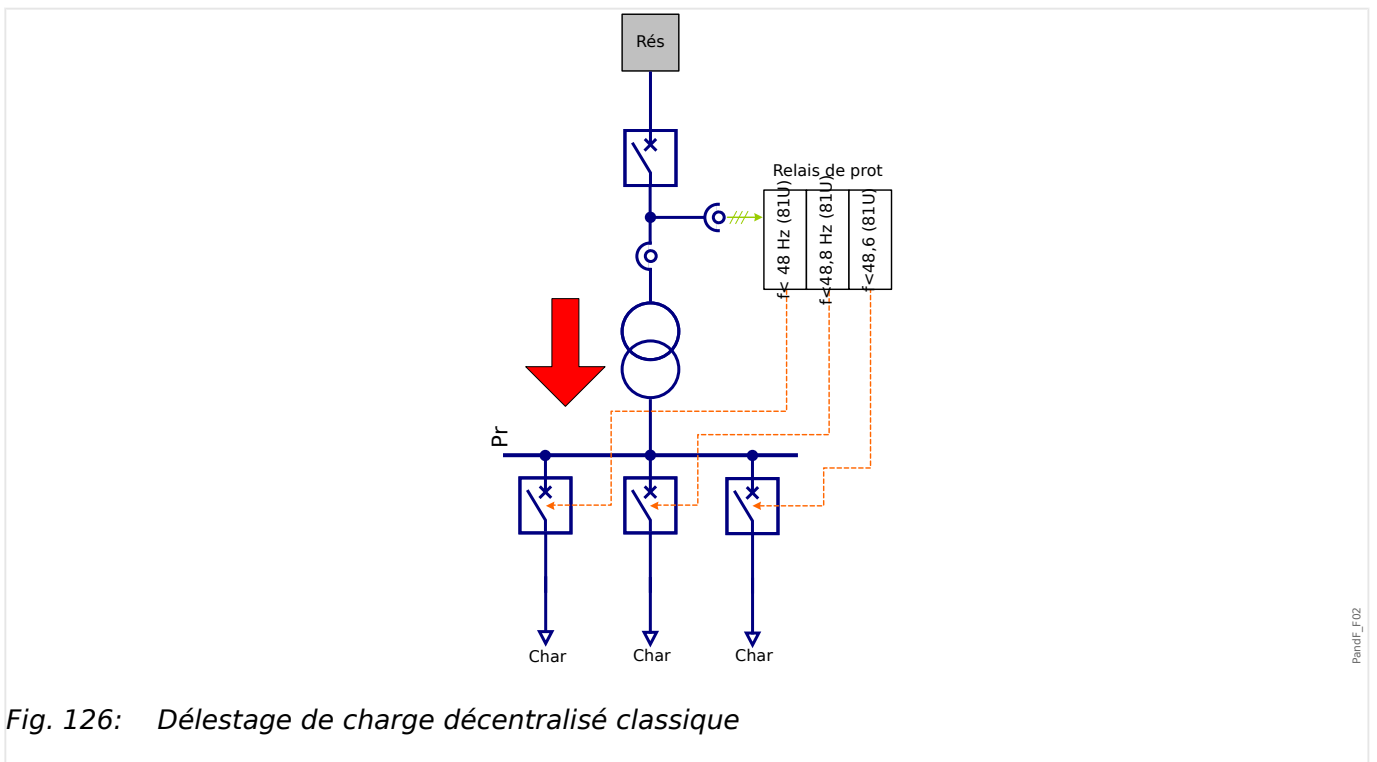 Rés
Relais de prot
f< 48 Hz (81U)
f<48,8 Hz (81U)
f<48,6 (81U)
Pr
Char
Char
Char
PandF_F02
Fig. 126: Délestage de charge décentralisé classique